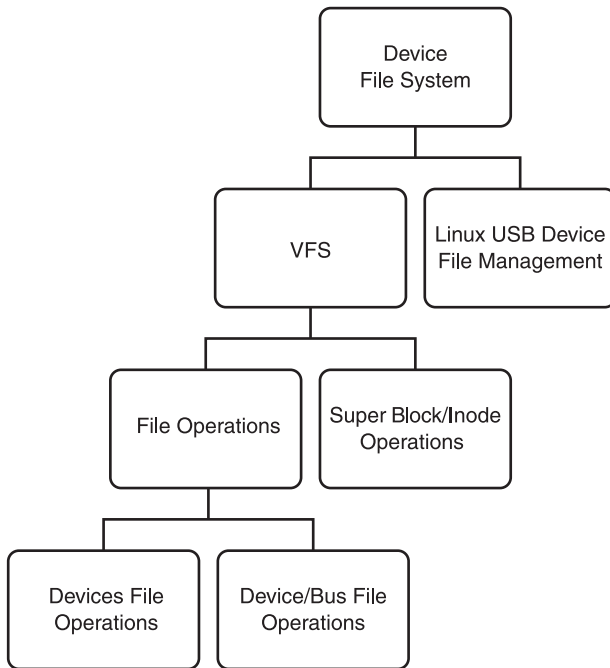 Device
File System
VFS
Linux USB Device
File Management
File Operations
Super Block/Inode
Operations
Devices File
Operations
Device/Bus File
Operations